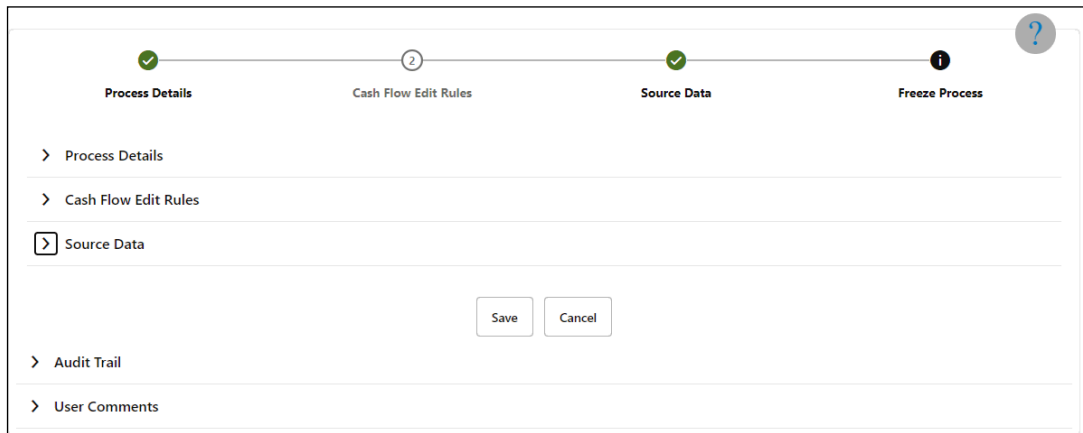 ?
2
i
Process Details Cash Flow Edit Rules Source Data Freeze Process
Process Details
Cash Flow Edit Rules
Source Data
Save Cancel
Audit Trail
User Comments